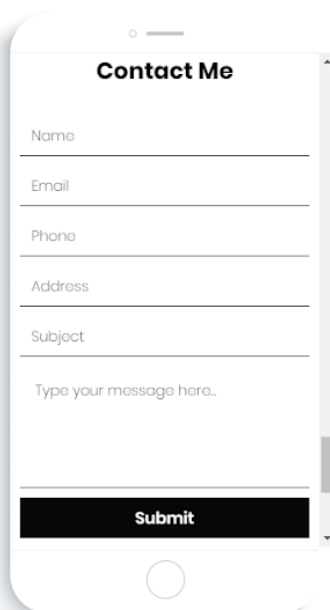 Contact Me
Name
Email
Phone
Address
Subject
Type your message here..
Submit